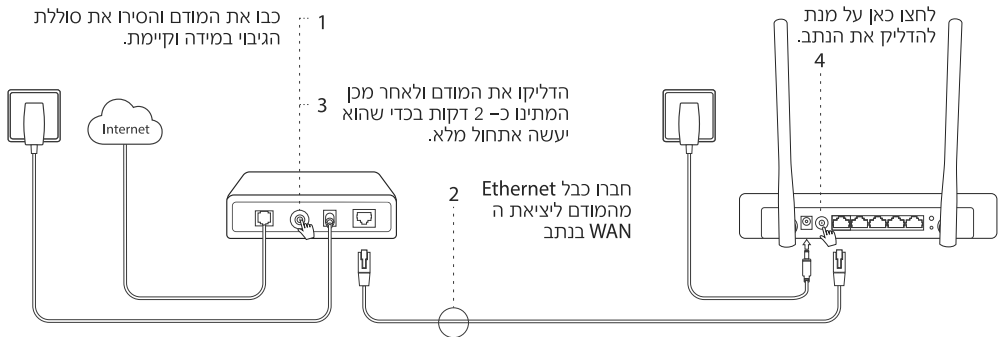 1
כבו את המודם והסירו את סוללת
הגיבוי במידה וקיימת.
3
הדליקו את המודם ולאחר מכן
המתינו כ– 2 דקות בכדי שהוא
יעשה אתחול מלא.
2
חברו כבל Ethernet
מהמודם ליציאת ה
WAN בנתב
לחצו כאן על מנת
להדליק את הנתב.
4
Internet